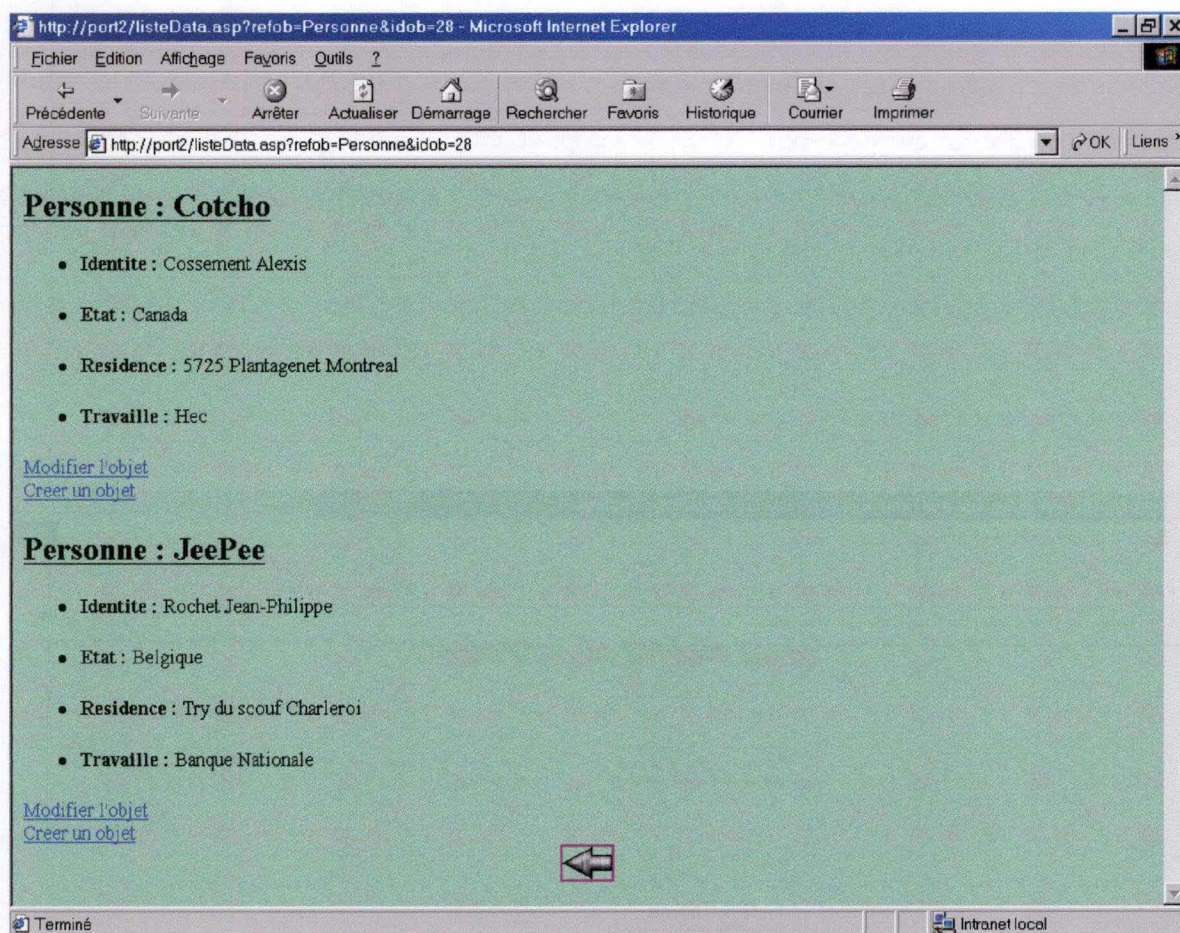 http://port2/listeData.asp?refob=Personne&idob=28 - Microsoft Internet Explorer
Fichier Edition Affichage Favoris Outils ?
Précédente Suivante Arrêter Actualiser Démarrage Rechercher Favoris Historique Courrier Imprimer
Adresse http://port2/listeData.asp?refob=Personne&idob=28 OK Liens »
Personne : Cotcho
• Identite : Cossement Alexis
• Etat : Canada
• Residence : 5725 Plantagenet Montreal
• Travaille : Hec
Modifier l'objet
Creer un objet
Personne : JeePee
• Identite : Rochet Jean-Philippe
• Etat : Belgique
• Residence : Try du scouf Charleroi
• Travaille : Banque Nationale
Modifier l'objet
Creer un objet
Terminé Intranet local